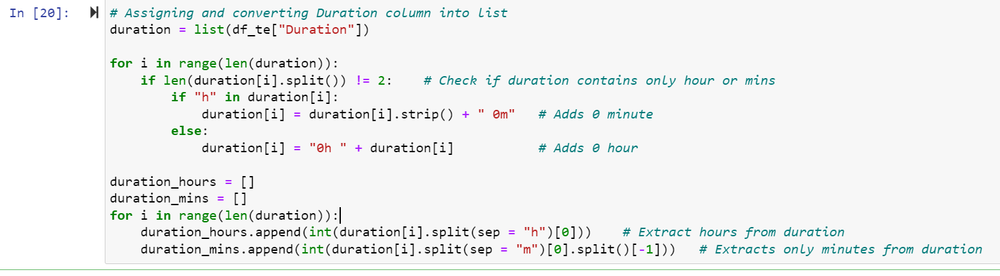 In [20]: # Assigning and converting Duration column into list
duration = list(df_te["Duration"])

for i in range(len(duration)):
    if len(duration[i].split()) != 2:    # Check if duration contains only hour or mins
        if "h" in duration[i]:
            duration[i] = duration[i].strip() + " 0m"   # Adds 0 minute
        else:
            duration[i] = "0h " + duration[i]           # Adds 0 hour

duration_hours = []
duration_mins = []
for i in range(len(duration)):
    duration_hours.append(int(duration[i].split(sep = "h")[0]))    # Extract hours from duration
    duration_mins.append(int(duration[i].split(sep = "m")[0].split()[-1]))   # Extracts only minutes from duration